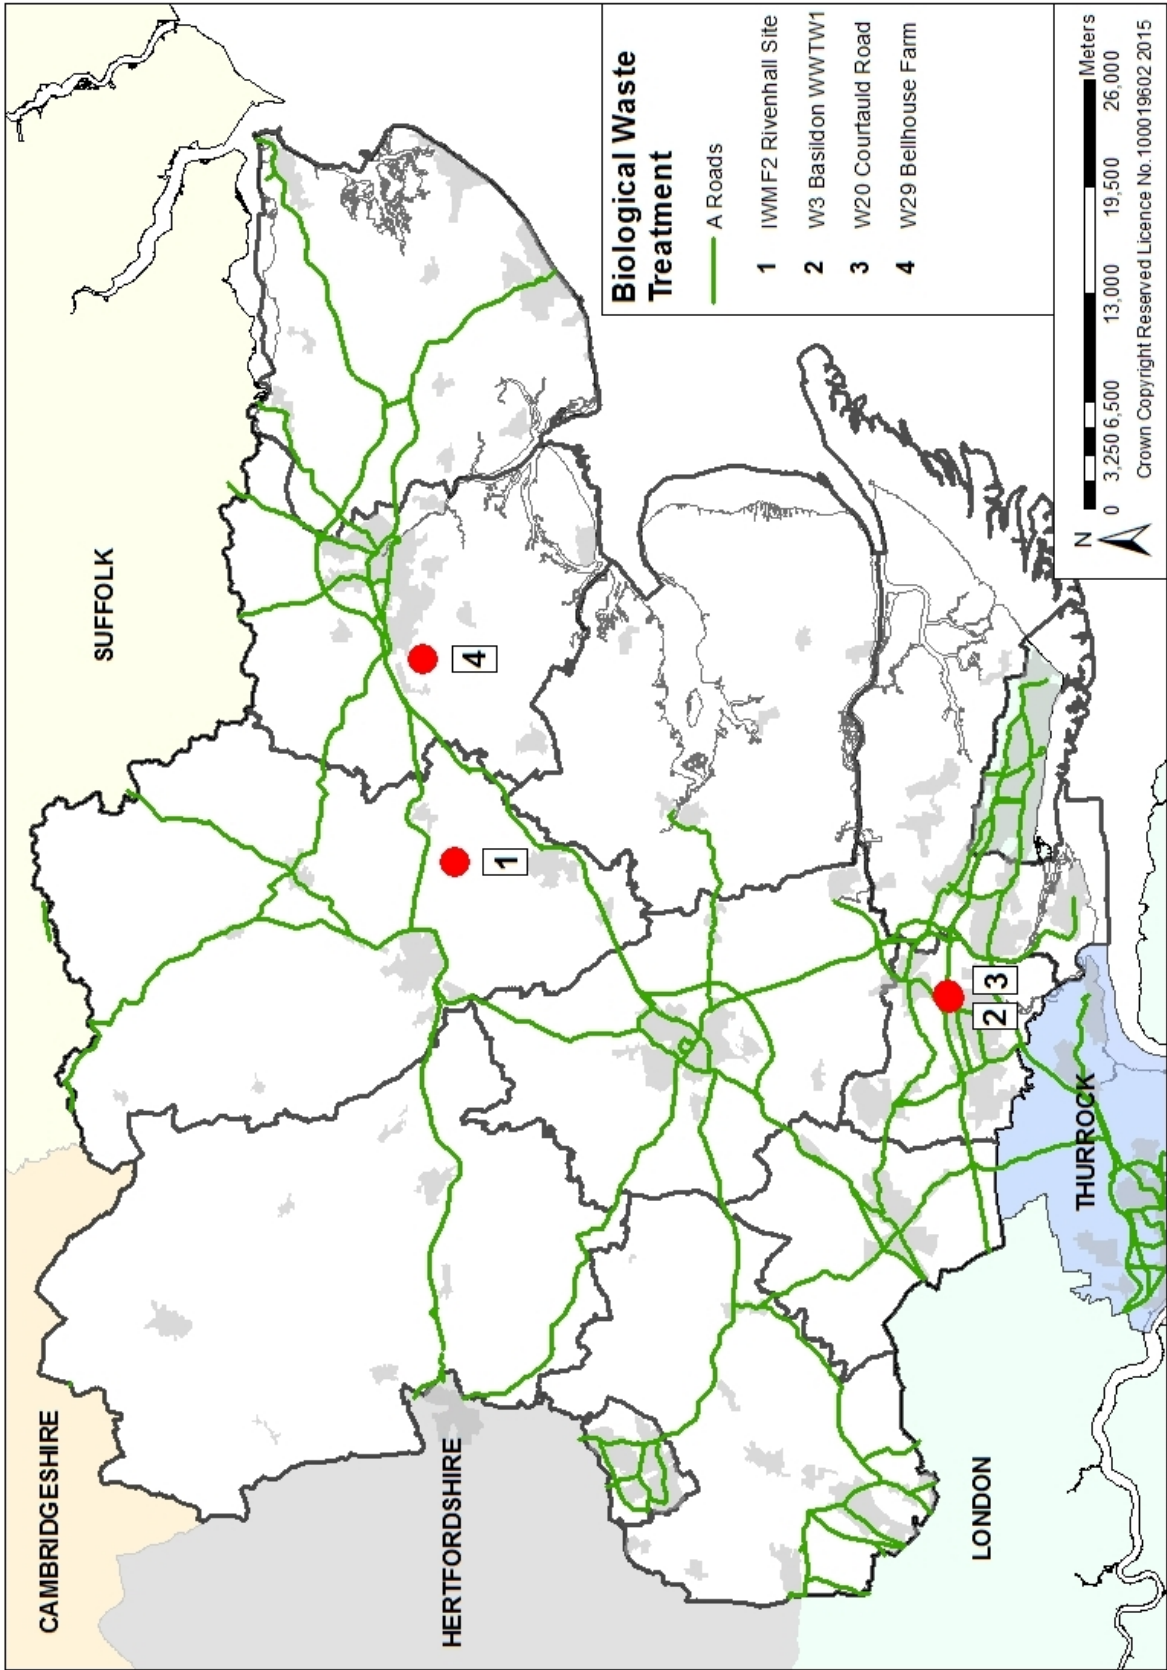 CAMBRIDGESHIRE
SUFFOLK
HERTFORDSHIRE
LONDON
THURROCK
1
2
3
4
Biological Waste
Treatment
A Roads
1 IWMF2 Rivenhall Site
2 W3 Basildon WWTW1
3 W20 Courtauld Road
4 W29 Bellhouse Farm
N
0 3,250 6,500 13,000 19,500 26,000
Meters
Crown Copyright Reserved Licence No.100019602 2015